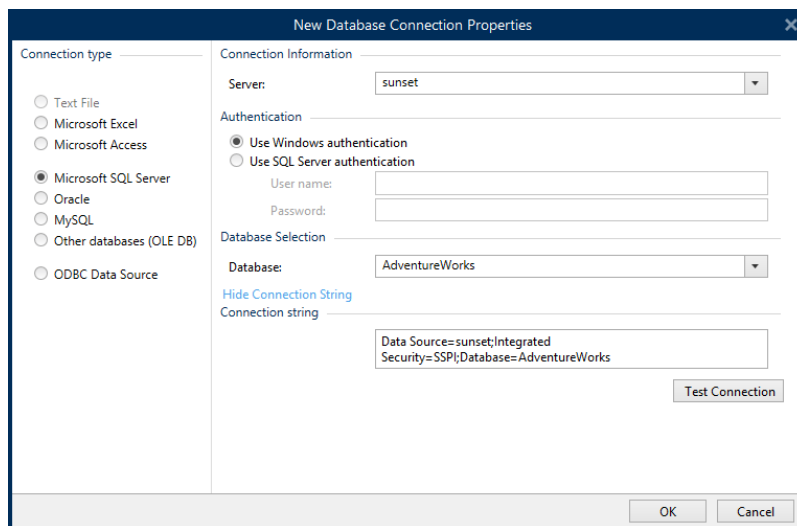 New Database Connection Properties
Connection type
Text File
Microsoft Excel
Microsoft Access
Microsoft SQL Server
Oracle
MySQL
Other databases (OLE DB)
ODBC Data Source
Connection Information
Server:
sunset
Authentication
Use Windows authentication
Use SQL Server authentication
User name:
Password:
Database Selection
Database:
AdventureWorks
Hide Connection String
Connection string
Data Source=sunset;Integrated
Security=SSPI;Database=AdventureWorks
Test Connection
OK
Cancel